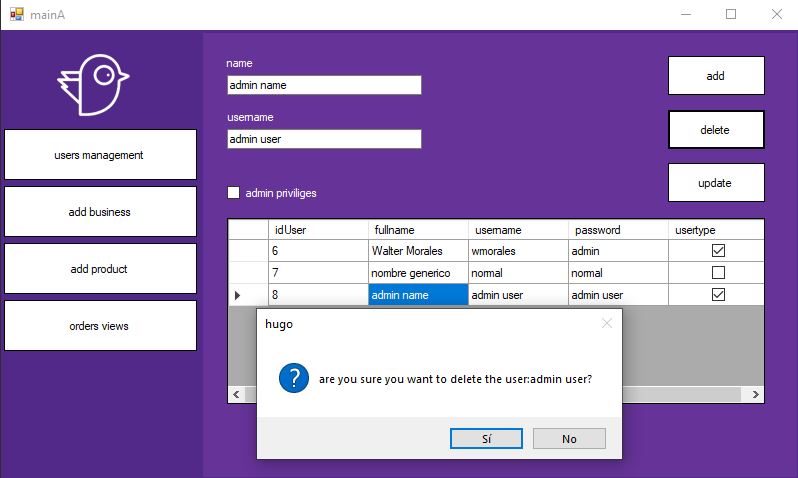 mainA
users management
add business
add product
orders views
name
admin name
username
admin user
admin priviliges
add
delete
update
idUser fullname username password usertype
6 Walter Morales wmorales admin
7 nombre generico normal normal
8 admin name admin user admin user
hugo
are you sure you want to delete the user:admin user?
Sí No